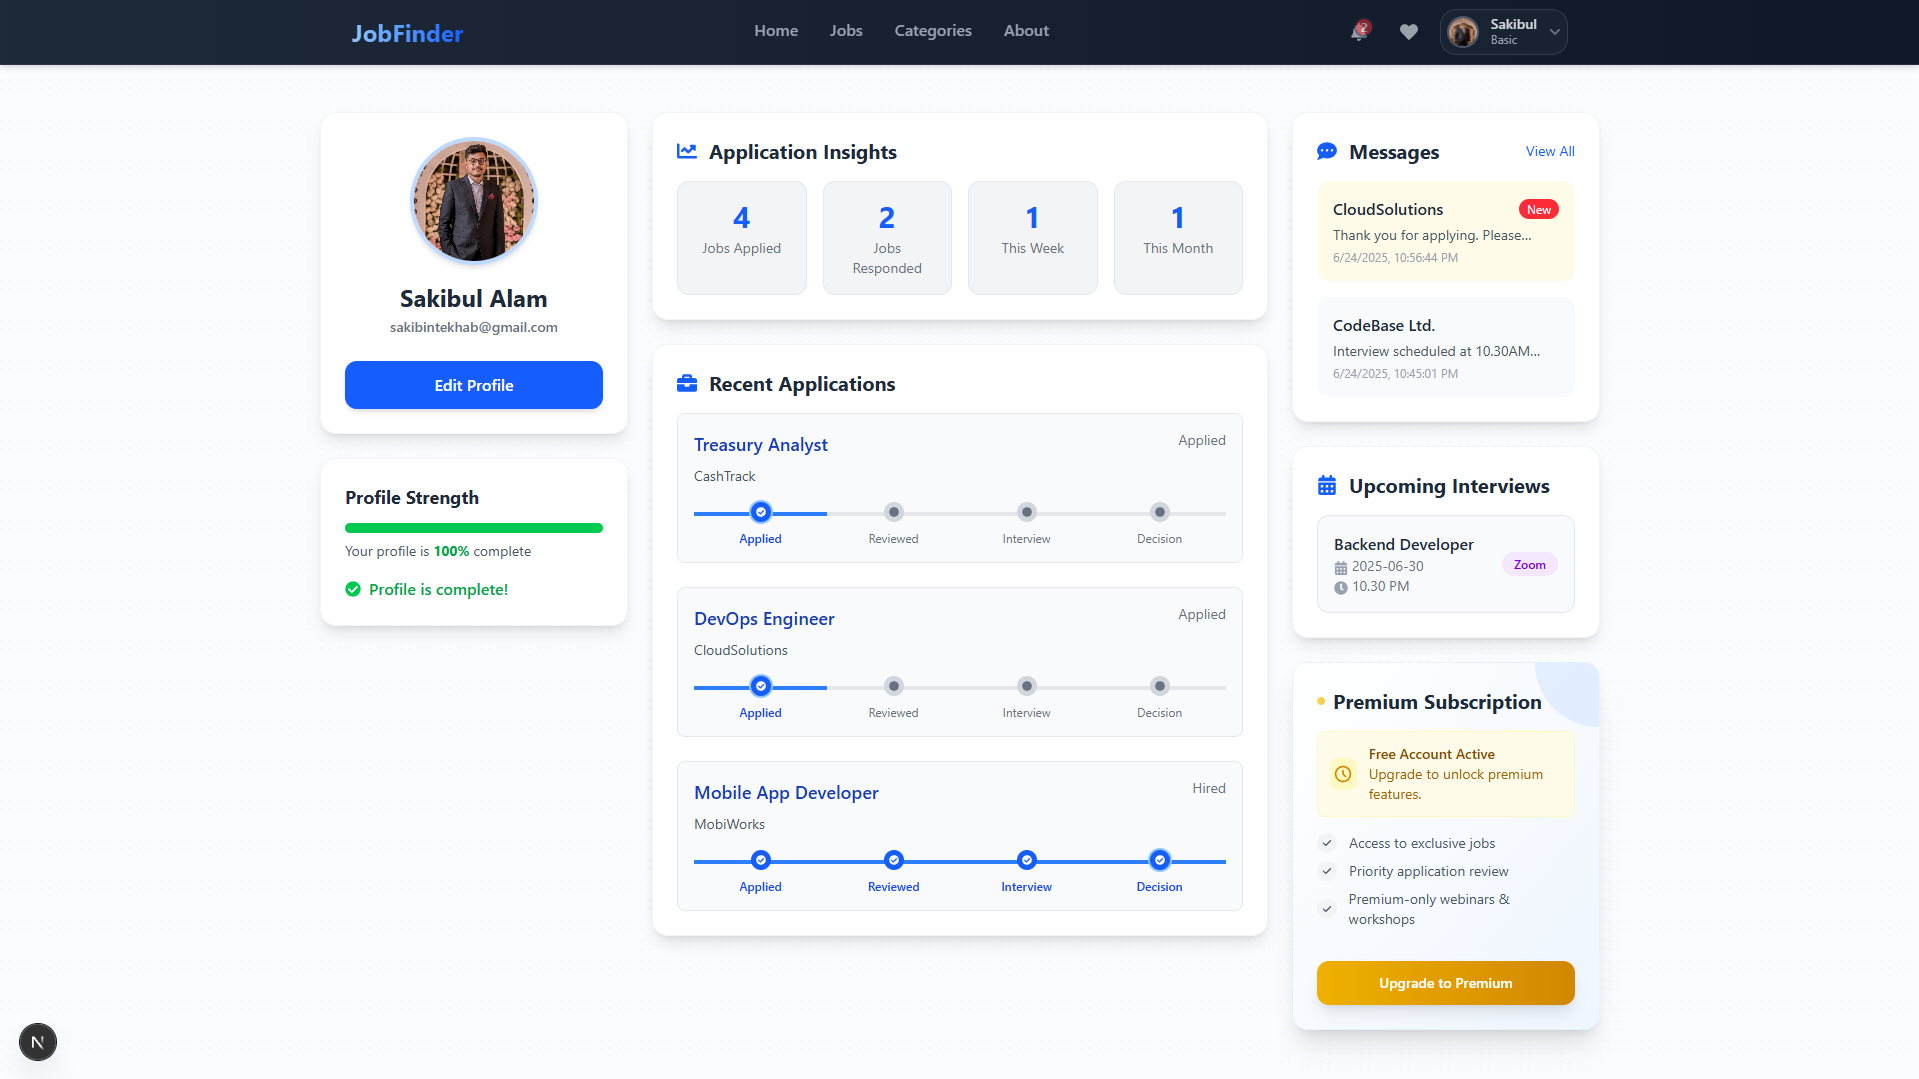 JobFinder
Home
Jobs
Categories
About
2
Sakibul
Basic
Sakibul Alam
sakibintekhab@gmail.com
Edit Profile
Profile Strength
Your profile is 100% complete
Profile is complete!
Application Insights
4
Jobs Applied
2
Jobs
Responded
1
This Week
1
This Month
Recent Applications
Treasury Analyst
Applied
CashTrack
Applied
Reviewed
Interview
Decision
DevOps Engineer
Applied
CloudSolutions
Applied
Reviewed
Interview
Decision
Mobile App Developer
Hired
MobiWorks
Applied
Reviewed
Interview
Decision
Messages
View All
CloudSolutions
New
Thank you for applying. Please...
6/24/2025, 10:56:44 PM
CodeBase Ltd.
Interview scheduled at 10.30AM...
6/24/2025, 10:45:01 PM
Upcoming Interviews
Backend Developer
2025-06-30
10.30 PM
Zoom
Premium Subscription
Free Account Active
Upgrade to unlock premium
features.
Access to exclusive jobs
Priority application review
Premium-only webinars &
workshops
Upgrade to Premium
N